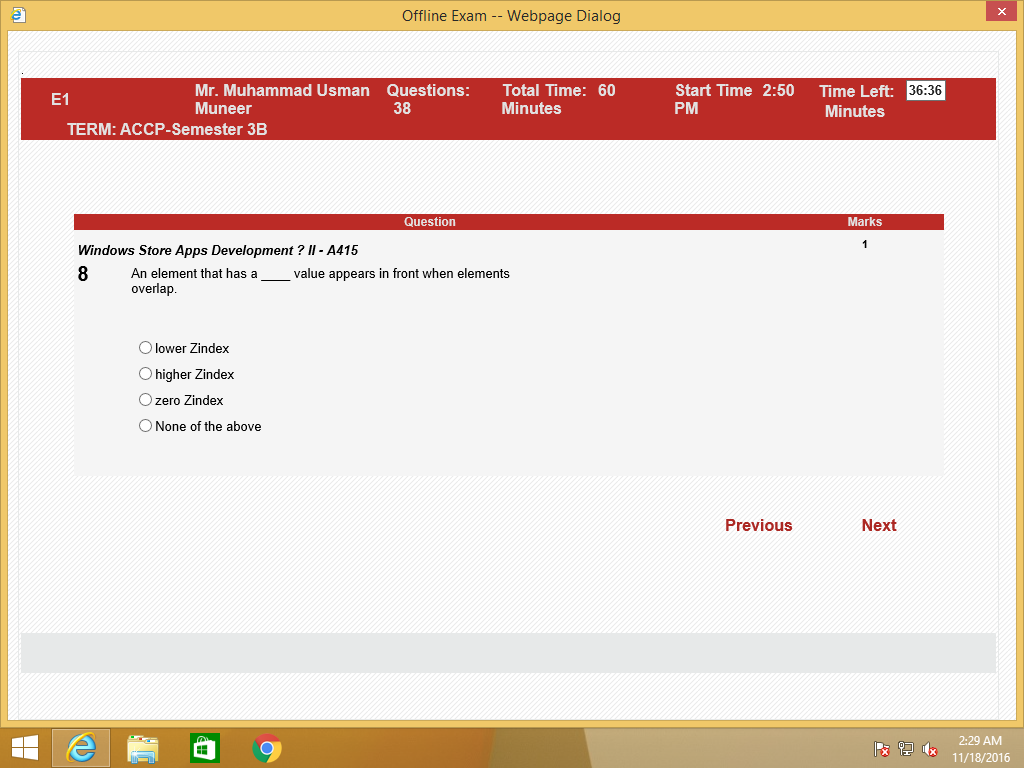 Offline Exam -- Webpage Dialog
.
E1
Mr. Muhammad Usman
Muneer
Questions:
38
Total Time: 60
Minutes
Start Time 2:50
PM
Time Left: 36:36
Minutes
TERM: ACCP-Semester 3B
Question Marks
Windows Store Apps Development ? II - A415 1
8 An element that has a ____ value appears in front when elements
overlap.
lower Zindex
higher Zindex
zero Zindex
None of the above
Previous Next
2:29 AM
11/18/2016